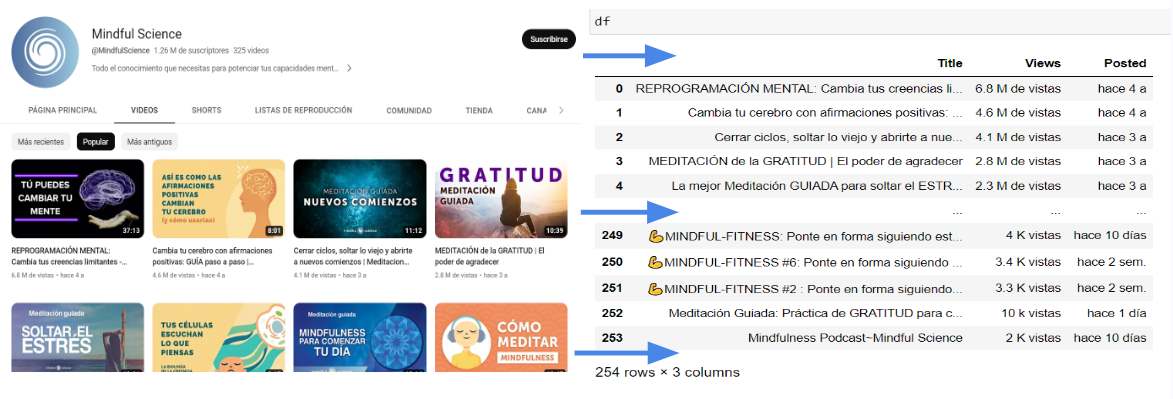 Mindful Science
@MindfulScience 1.26 M de suscriptores 325 videos
Todo el conocimiento que necesitas para potenciar tus capacidades ment...
Suscribirse
PÁGINA PRINCIPAL VIDEOS SHORTS LISTAS DE REPRODUCCIÓN COMUNIDAD TIENDA CANA
Más recientes Popular Más antiguos
TÚ PUEDES
CAMBIAR TU
MENTE
37:13
REPROGRAMACIÓN MENTAL:
Cambia tus creencias limitantes -...
6.8 M de vistas • hace 4 a
ASÍ ES COMO LAS
AFIRMACIONES
POSITIVAS
CAMBIAN
TU CEREBRO
(y cómo usarlas)
8:01
Cambia tu cerebro con afirmaciones
positivas: GUÍA paso a paso |...
4.6 M de vistas • hace 4 a
MEDITACIÓN GUIADA
NUEVOS COMIENZOS
11:12
Cerrar ciclos, soltar lo viejo y abrirte
a nuevos comienzos | Meditacion...
4.1 M de vistas • hace 3 a
GRATITUD
MEDITACIÓN
GUIADA
10:39
MEDITACIÓN de la GRATITUD | El
poder de agradecer
2.8 M de vistas • hace 3 a
Meditación guiada
SOLTAR EL
ESTRÉS
TUS CÉLULAS
ESCUCHAN
LO QUE
PIENSAS
LA BIOLOGÍA
Meditación guiada
MINDFULNESS
PARA COMENZAR
TU DÍA
CÓMO
MEDITAR
MINDFULNESS
df
Title Views Posted
0 REPROGRAMACIÓN MENTAL: Cambia tus creencias li... 6.8 M de vistas hace 4 a
1 Cambia tu cerebro con afirmaciones positivas: ... 4.6 M de vistas hace 4 a
2 Cerrar ciclos, soltar lo viejo y abrirte a nue... 4.1 M de vistas hace 3 a
3 MEDITACIÓN de la GRATITUD | El poder de agradecer 2.8 M de vistas hace 3 a
4 La mejor Meditación GUIADA para soltar el ESTR... 2.3 M de vistas hace 3 a
... ... ...
249 💪MINDFUL-FITNESS: Ponte en forma siguiendo est... 4 K vistas hace 10 días
250 💪MINDFUL-FITNESS #6: Ponte en forma siguiendo ... 3.4 K vistas hace 2 sem.
251 💪MINDFUL-FITNESS #2 : Ponte en forma siguiendo... 3.3 K vistas hace 2 sem.
252 Meditación Guiada: Práctica de GRATITUD para c... 10 k vistas hace 1 día
253 Mindfulness Podcast~Mindful Science 2 K vistas hace 10 días
254 rows × 3 columns